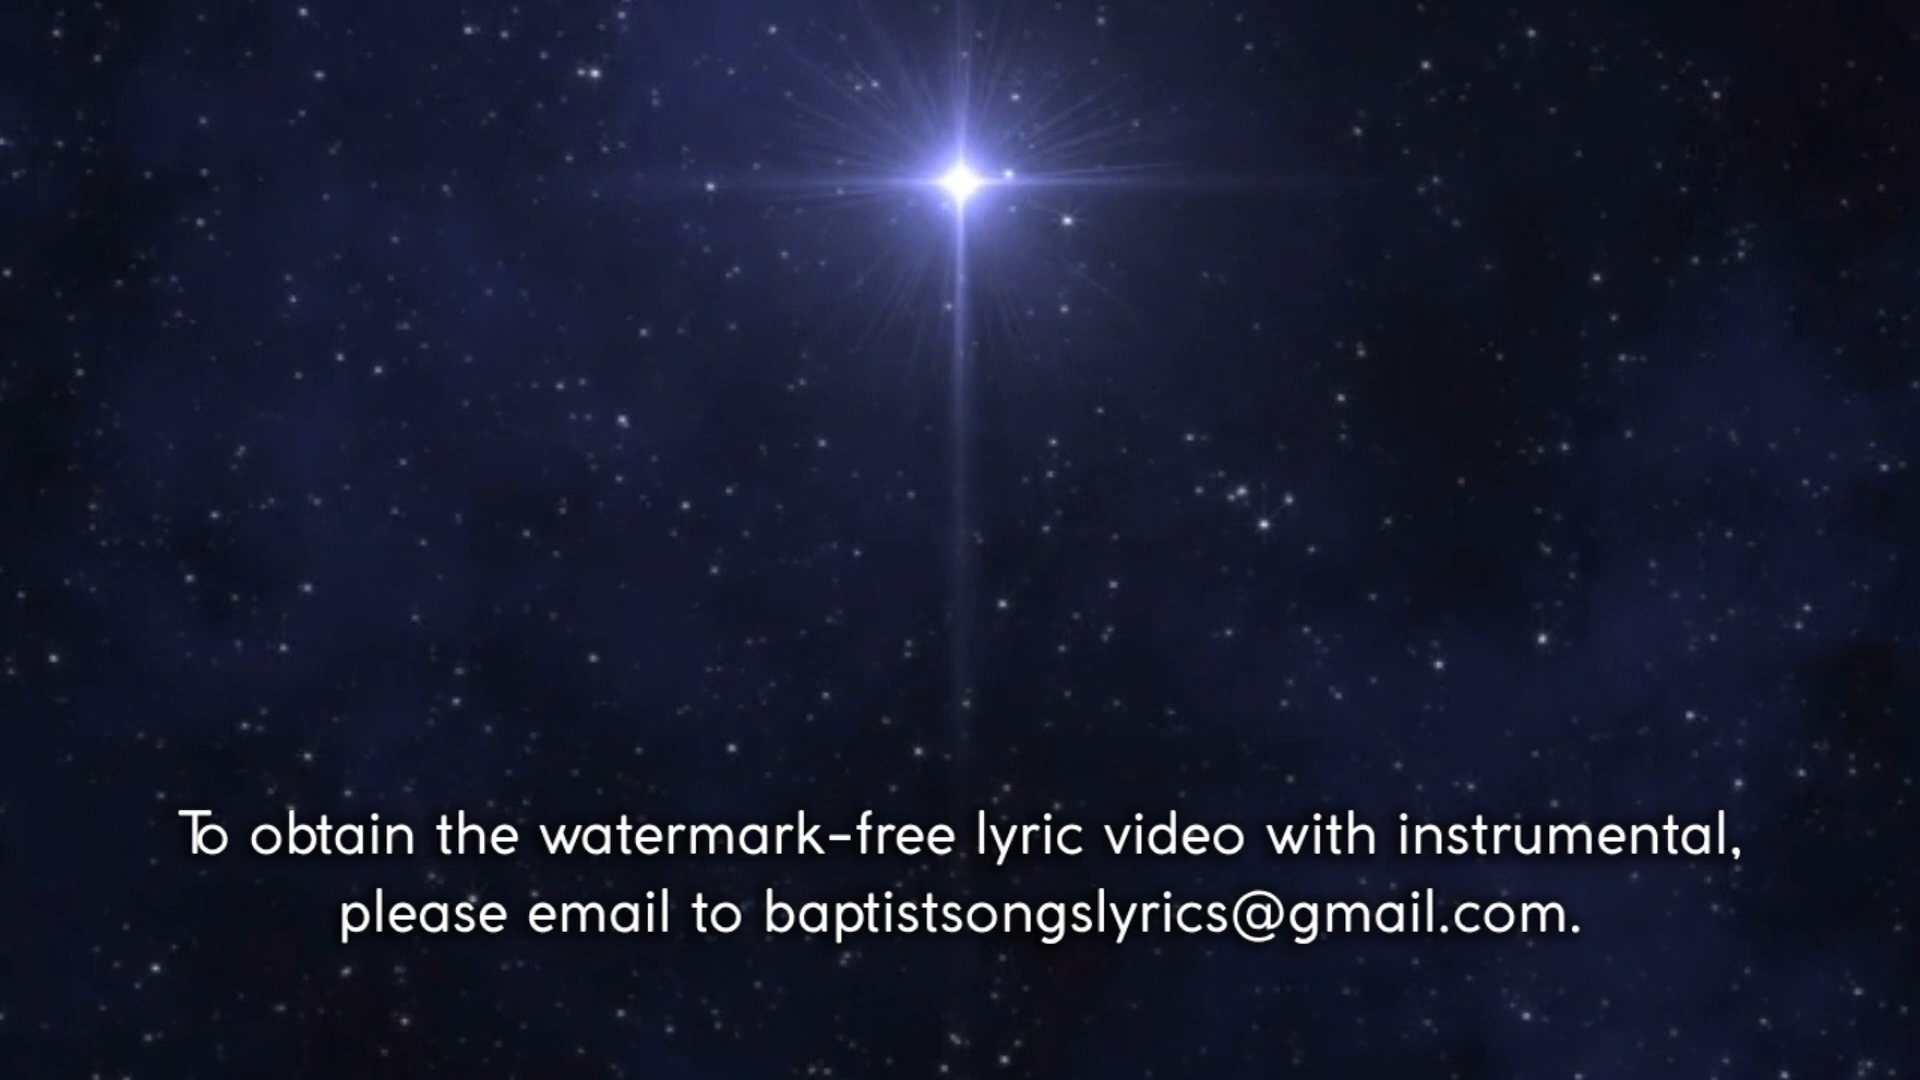 To obtain the watermark-free lyric video with instrumental,
please email to baptistsongslyrics@gmail.com.